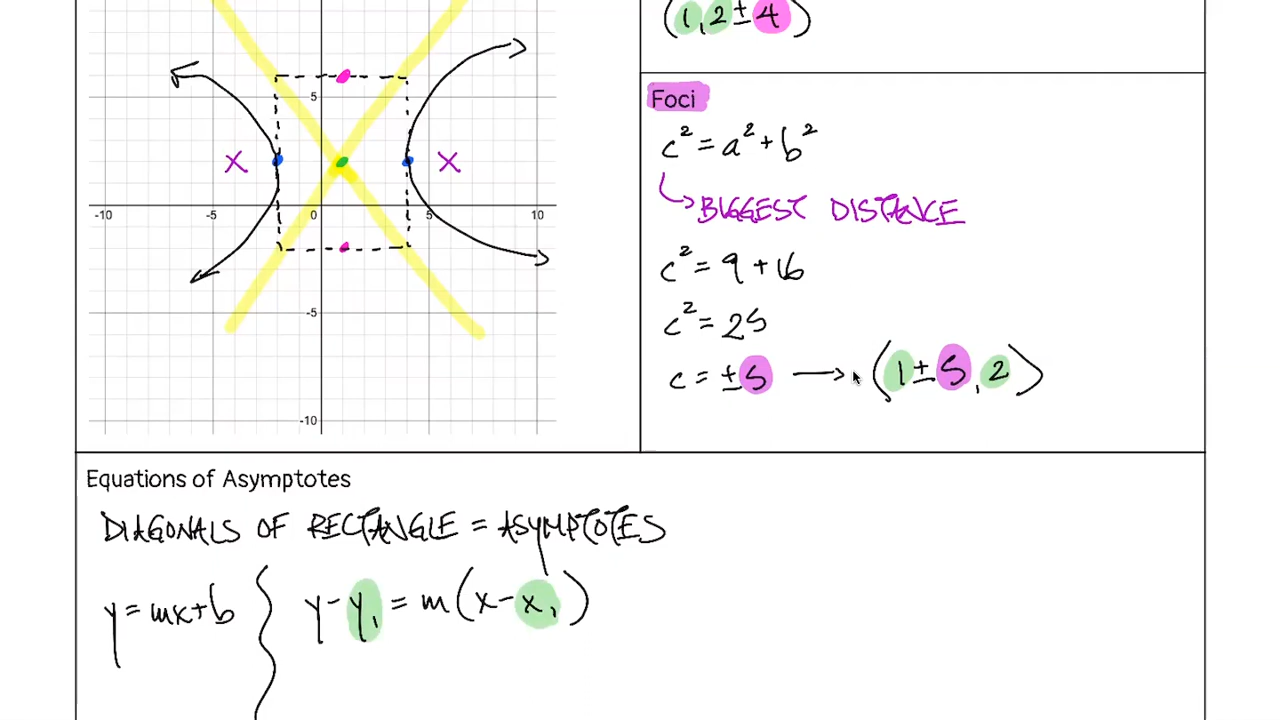 (1, 2 ± 4)
5
-10 -5 0 5 10
-5
-10
X X
Foci
c² = a² + b²
↳ BIGGEST DISTANCE
c² = 9 + 16
c² = 25
c = ± 5 → (1 ± 5, 2)
Equations of Asymptotes
DIAGONALS OF RECTANGLE = ASYMPTOTES
y = mx + b { y - y₁ = m(x - x₁)